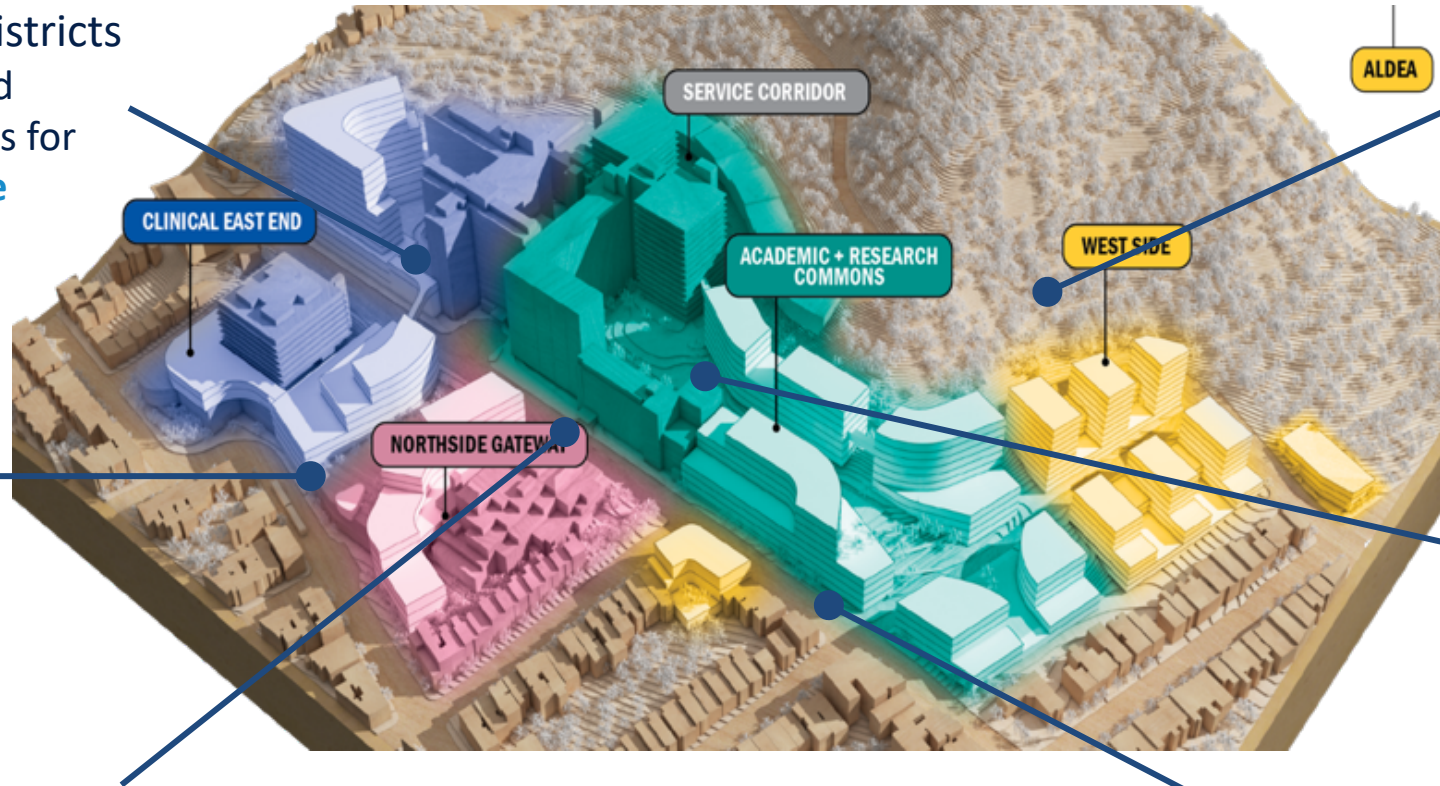 istricts
d
s for
e
ALDEA
SERVICE CORRIDOR
CLINICAL EAST END
WEST SIDE
ACADEMIC + RESEARCH
COMMONS
NORTHSIDE GATEWAY